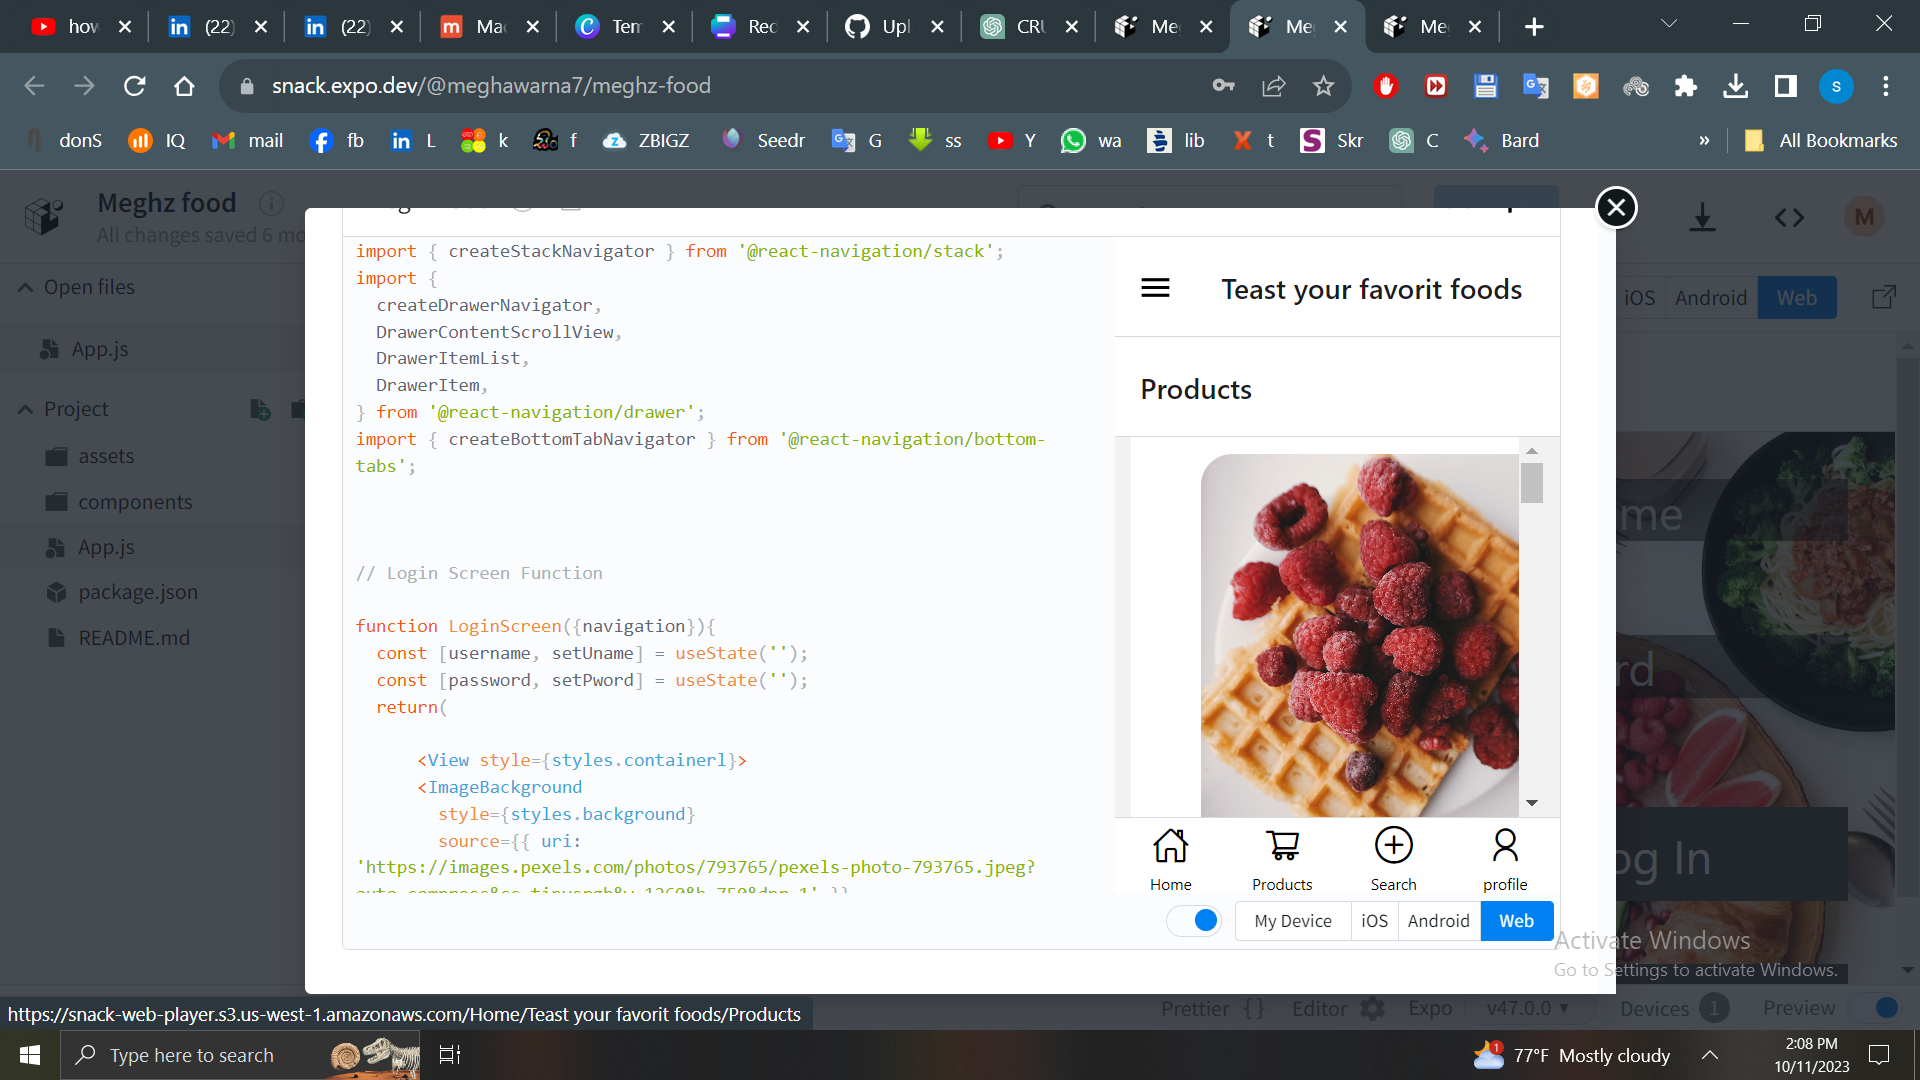 how
(22)
(22)
Mac
Tem
Red
Upl
CRU
Me
Me
Me
snack.expo.dev/@meghawarna7/meghz-food
S
donS
IQ
mail
fb
L
k
f
ZBIGZ
Seedr
G
ss
Y
wa
lib
t
Skr
C
Bard
»
All Bookmarks
Meghz food
All changes saved 6 mo
M
Open files
App.js
Project
assets
components
App.js
package.json
README.md
import { createStackNavigator } from '@react-navigation/stack';
import {
createDrawerNavigator,
DrawerContentScrollView,
DrawerItemList,
DrawerItem,
} from '@react-navigation/drawer';
import { createBottomTabNavigator } from '@react-navigation/bottom-
tabs';
// Login Screen Function
function LoginScreen({navigation}){
const [username, setUname] = useState('');
const [password, setPword] = useState('');
return(
<View style={styles.containerl}>
<ImageBackground
style={styles.background}
source={{ uri:
'https://images.pexels.com/photos/793765/pexels-photo-793765.jpeg?
Teast your favorit foods
Products
Home
Products
Search
profile
My Device
iOS
Android
Web
iOS
Android
Web
me
rd
og In
Activate Windows
Go to Settings to activate Windows.
https://snack-web-player.s3.us-west-1.amazonaws.com/Home/Teast your favorit foods/Products
Prettier { }
Editor
Expo
v47.0.0
Devices 1
Preview
Type here to search
1
77°F Mostly cloudy
2:08 PM
10/11/2023